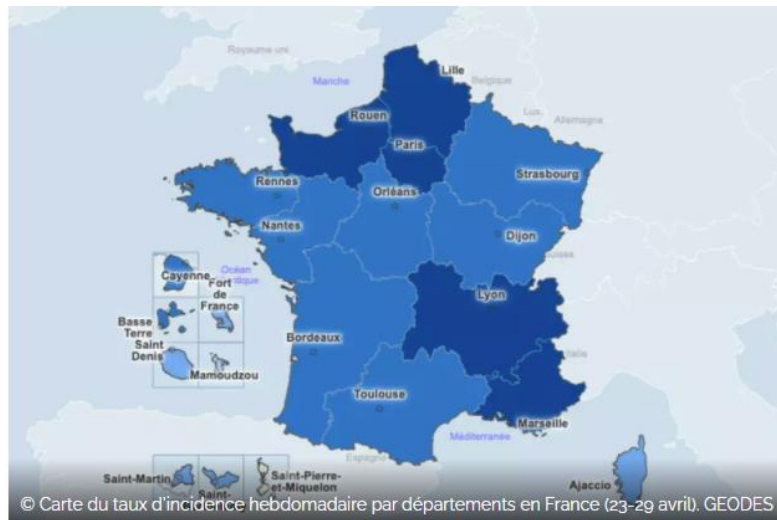 Royaume uni
Manche
Lille
Belgique
Rouen
Lux.
Allemagne
Paris
Strasbourg
Rennes
Orléans
Nantes
Dijon
Suisse
Cayenne
Océan
Fort
de
France
Lyon
Basse
Terre
Saint
Denis
Bordeaux
Italie
Mamoudzou
Toulouse
Marseille
Méditerranée
Espagne
Saint-Martin
Saint-
Saint-Pierre-
et-Miquelon
Ajaccio
© Carte du taux d'incidence hebdomadaire par départements en France (23-29 avril). GEODES